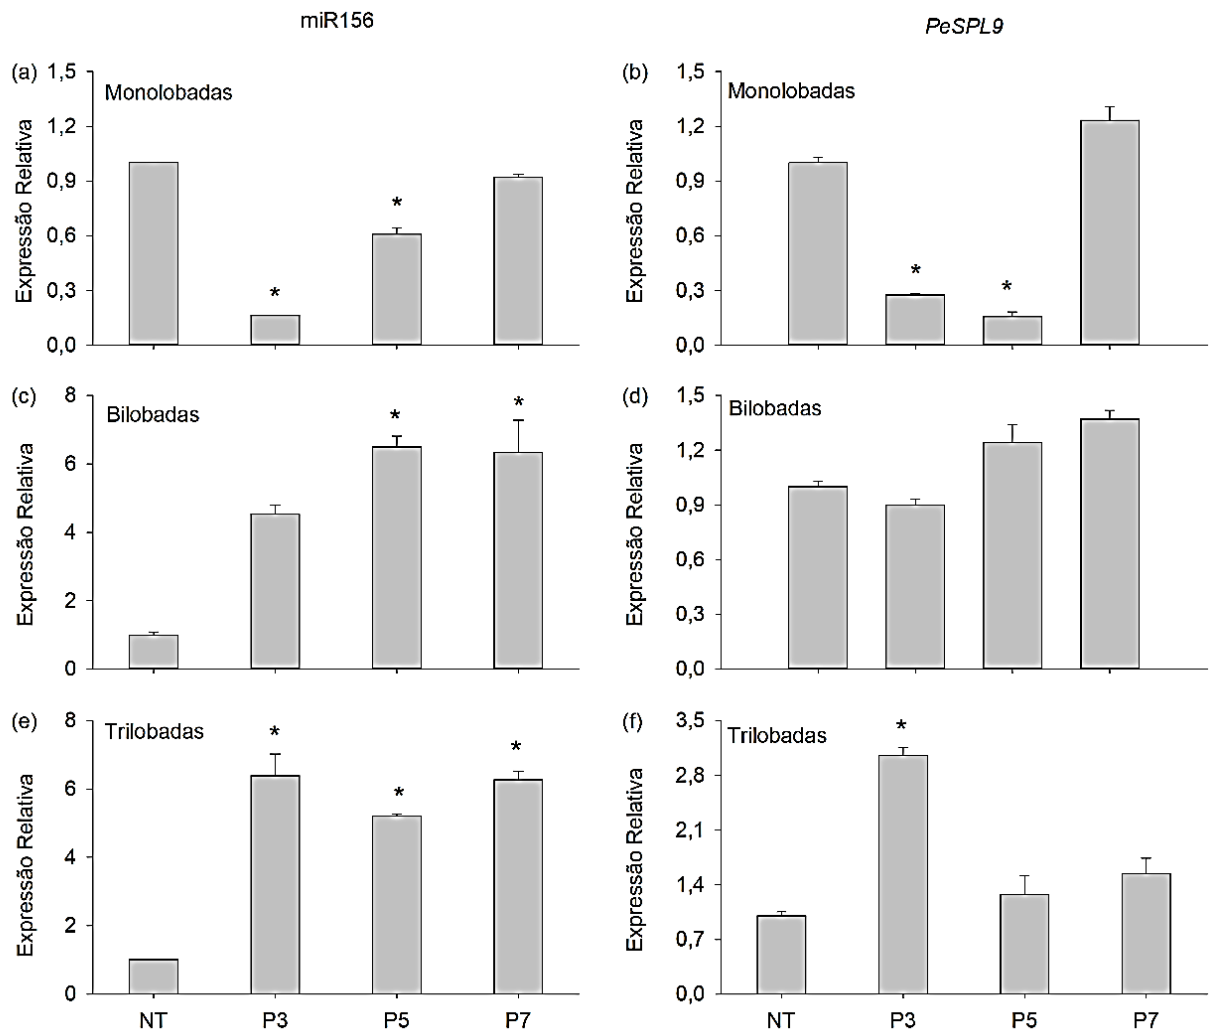 miR156
PeSPL9
(a)
Monolobadas
Expressão Relativa
1,5
1,2
0,9
0,6
0,3
0,0
*
*
(b)
Monolobadas
Expressão Relativa
1,5
1,2
0,9
0,6
0,3
0,0
*
*
(c)
Bilobadas
Expressão Relativa
8
6
4
2
0
*
*
(d)
Bilobadas
Expressão Relativa
1,5
1,2
0,9
0,6
0,3
0,0
(e)
Trilobadas
Expressão Relativa
8
6
4
2
0
*
*
*
NT P3 P5 P7
(f)
Trilobadas
Expressão Relativa
3,5
2,8
2,1
1,4
0,7
0,0
*
NT P3 P5 P7